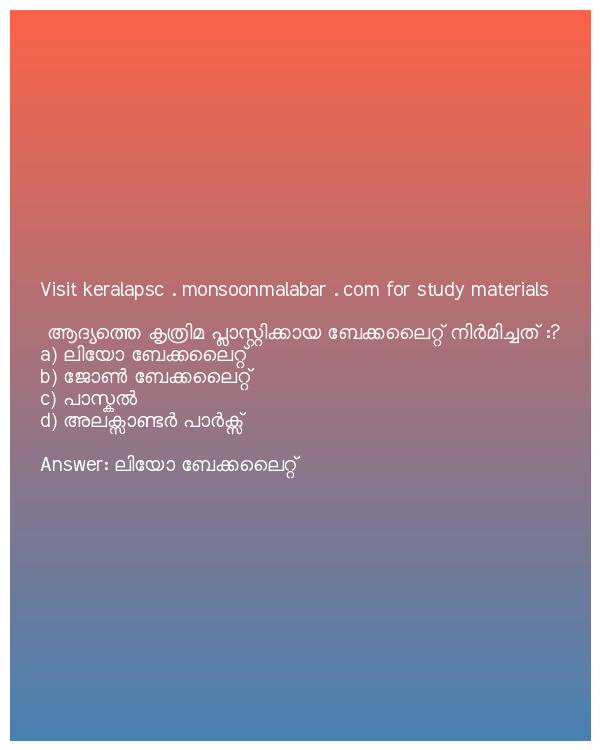 Visit keralapsc . monsoonmalabar . com for study materials
ആദ്യത്തെ കൃത്രിമ പ്ലാസ്റ്റിക്കായ ബേക്കലൈറ്റ് നിർമിച്ചത് :?
a) ലിയോ ബേക്കലൈറ്റ്
b) ജോൺ ബേക്കലൈറ്റ്
c) പാസ്കൽ
d) അലക്സാണ്ടർ പാർക്സ്
Answer: ലിയോ ബേക്കലൈറ്റ്